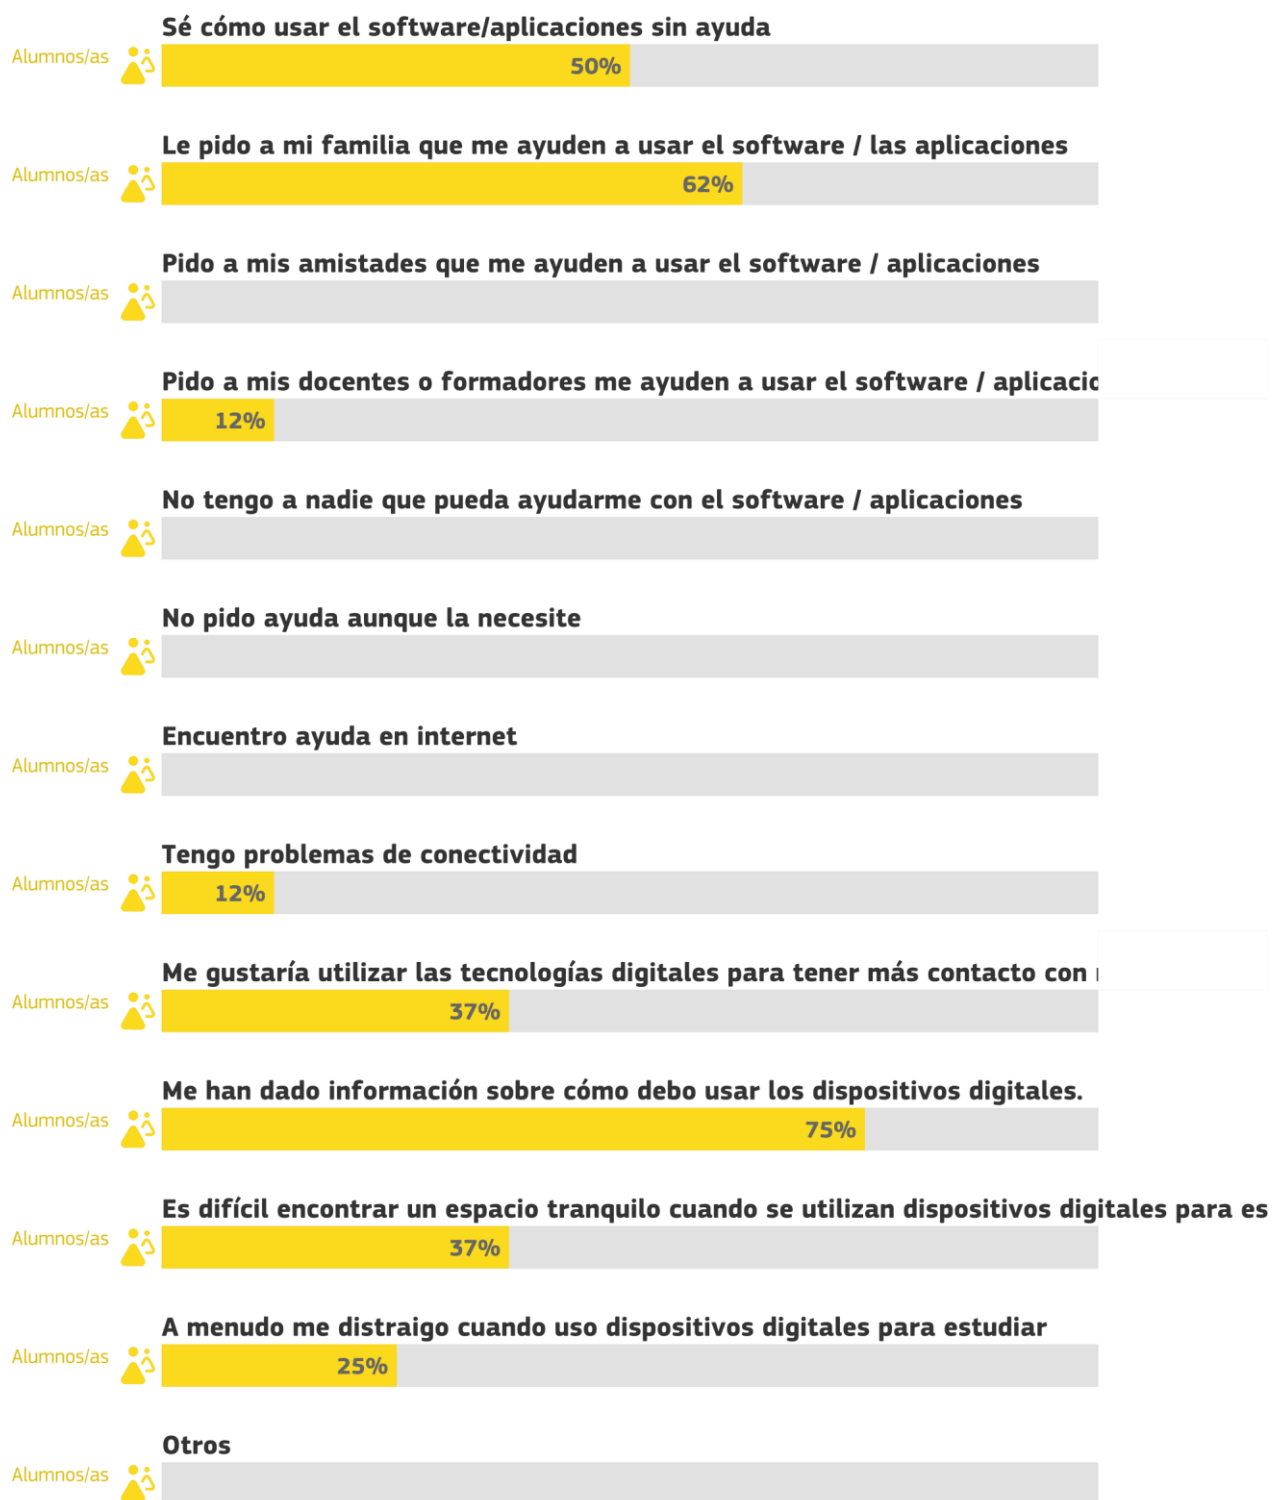 Sé cómo usar el software/aplicaciones sin ayuda
Alumnos/as
50%
Le pido a mi familia que me ayuden a usar el software / las aplicaciones
Alumnos/as
62%
Pido a mis amistades que me ayuden a usar el software / aplicaciones
Alumnos/as
Pido a mis docentes o formadores me ayuden a usar el software / aplicacio
Alumnos/as
12%
No tengo a nadie que pueda ayudarme con el software / aplicaciones
Alumnos/as
No pido ayuda aunque la necesite
Alumnos/as
Encuentro ayuda en internet
Alumnos/as
Tengo problemas de conectividad
Alumnos/as
12%
Me gustaría utilizar las tecnologías digitales para tener más contacto con
Alumnos/as
37%
Me han dado información sobre cómo debo usar los dispositivos digitales.
Alumnos/as
75%
Es difícil encontrar un espacio tranquilo cuando se utilizan dispositivos digitales para es
Alumnos/as
37%
A menudo me distraigo cuando uso dispositivos digitales para estudiar
Alumnos/as
25%
Otros
Alumnos/as